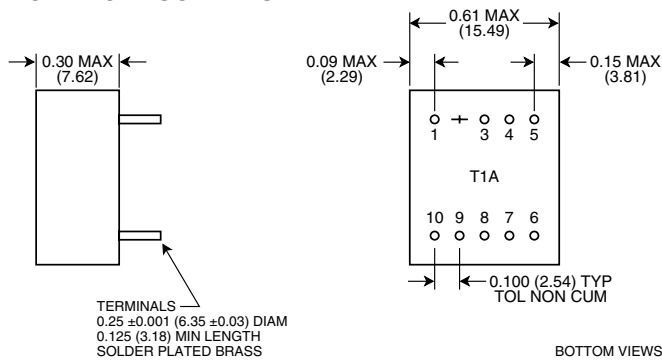 0.61 MAX
(15.49)
0.30 MAX
(7.62)
0.09 MAX
(2.29)
0.15 MAX
(3.81)
1 3 4 5
T1A
10 9 8 7 6
0.100 (2.54) TYP
TOL NON CUM
TERMINALS
0.25 ±0.001 (6.35 ±0.03) DIAM
0.125 (3.18) MIN LENGTH
SOLDER PLATED BRASS
BOTTOM VIEWS